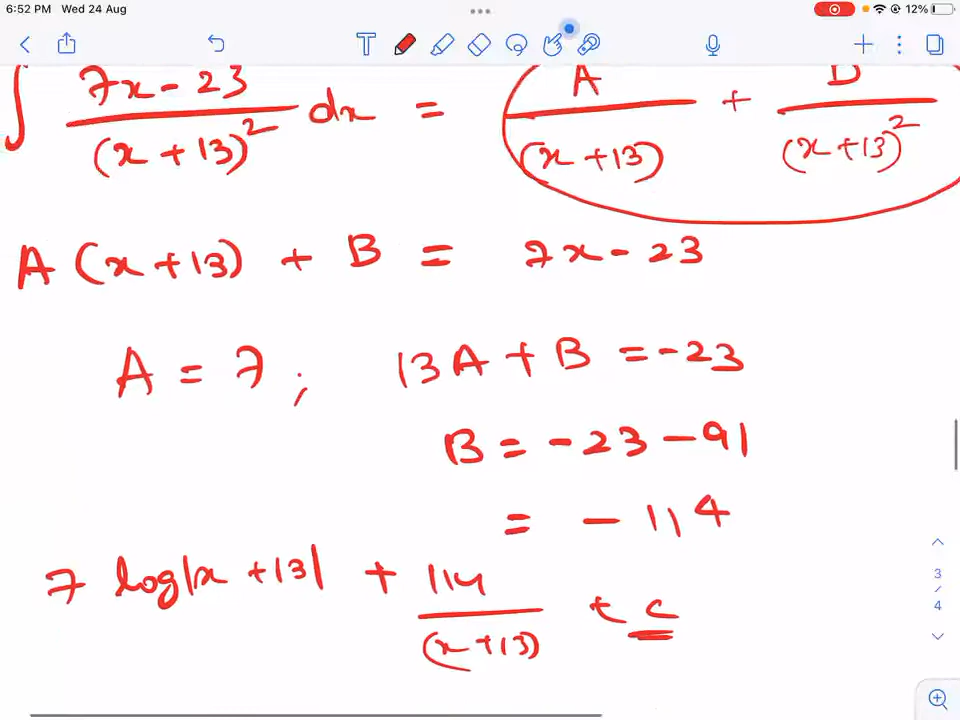 6:52 PM Wed 24 Aug 12%
∫ 7x - 23 / (x + 13)² dx = A / (x + 13) + B / (x + 13)²
A (x + 13) + B = 7x - 23
A = 7 ; 13A + B = -23
B = -23 - 91
= - 114
7 log|x + 13| + 114 / (x + 13) + c
3 / 4